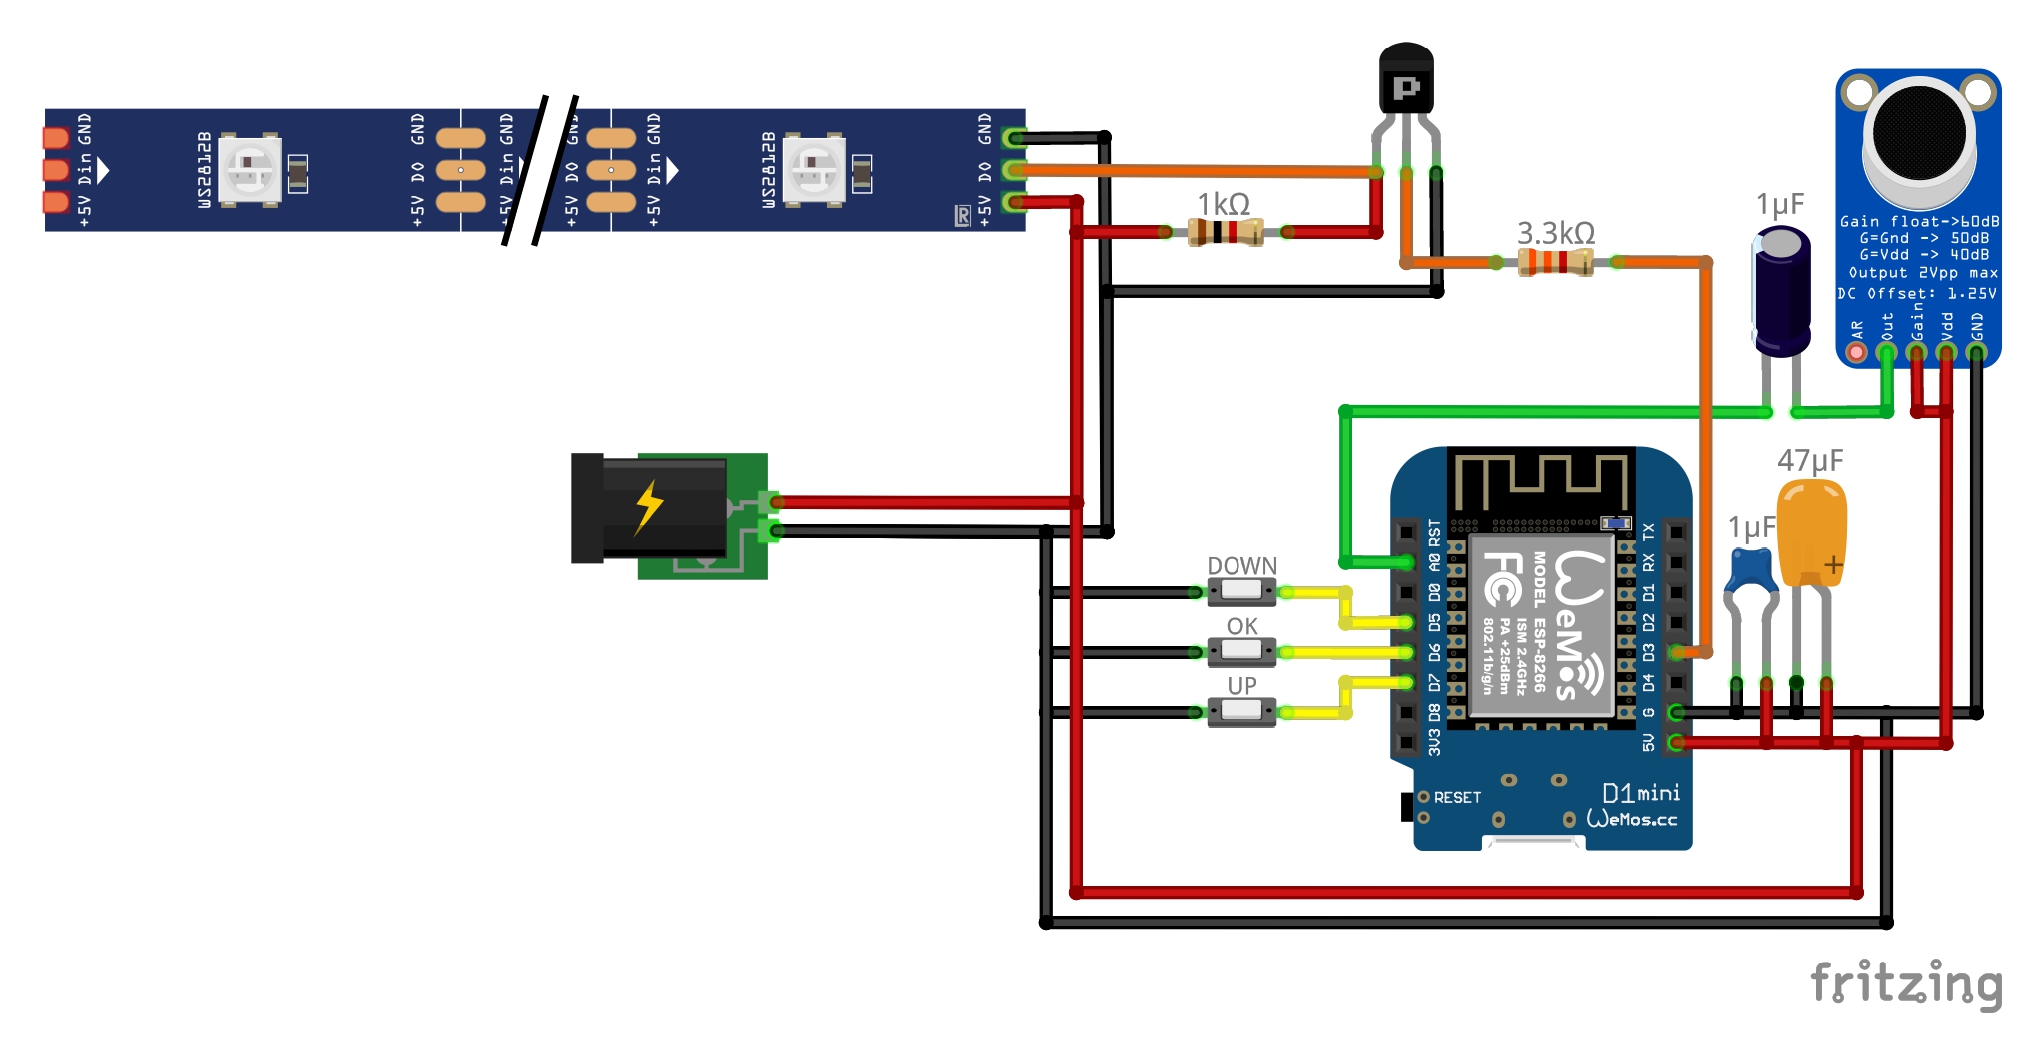 GND
Din
+5V
WS2812B
GND
DO
+5V
GND
Din
+5V
GND
DO
+5V
GND
Din
+5V
WS2812B
GND
DO
+5V
R
P
1kΩ
3.3kΩ
1µF
Gain float->60dB
G=Gnd -> 50dB
G=Vdd -> 40dB
Output 2Vpp max
DC Offset: 1.25V
AR
Out
Gain
Vdd
GND
47µF
1µF
+
DOWN
OK
UP
RST
A0
D0
D5
D6
D7
D8
3V3
TX
RX
D1
D2
D3
D4
G
5V
WeMos
FC
MODEL ESP-8266
ISM 2.4GHz
PA +25dBm
802.11b/g/n
RESET
D1mini
WeMos.cc
fritzing